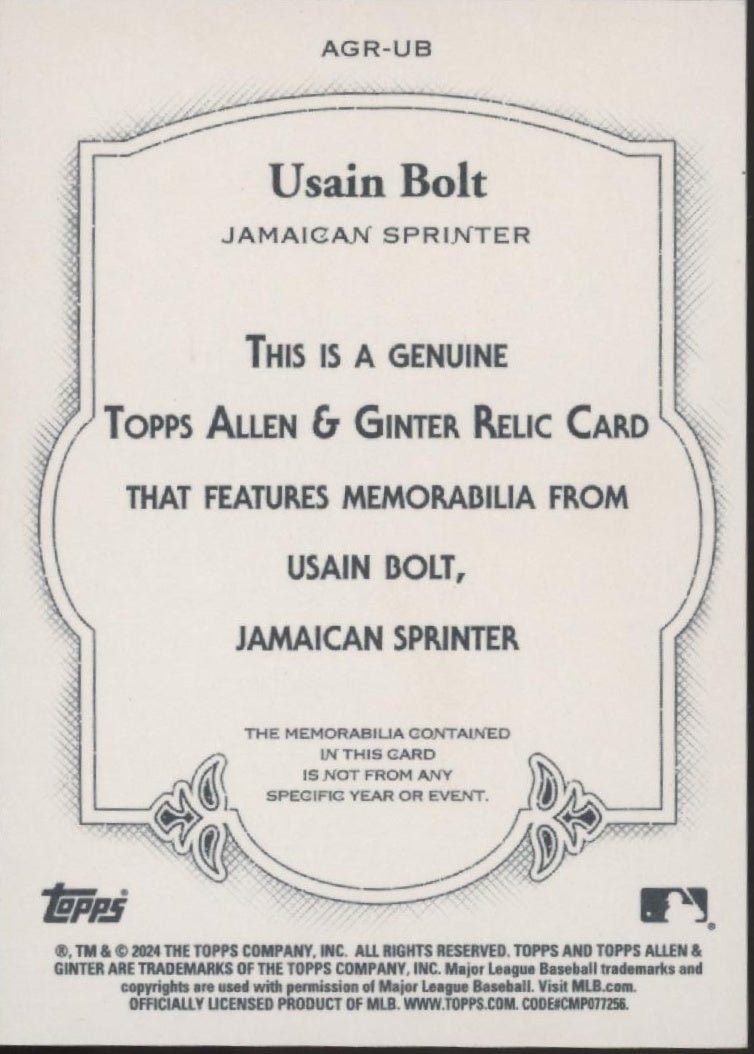 AGR-UB
Usain Bolt
JAMAICAN SPRINTER
THIS IS A GENUINE
TOPPS ALLEN & GINTER RELIC CARD
THAT FEATURES MEMORABILIA FROM
USAIN BOLT,
JAMAICAN SPRINTER
THE MEMORABILIA CONTAINED
IN THIS CARD
IS NOT FROM ANY
SPECIFIC YEAR OR EVENT.
topps®
®
®, TM & © 2024 THE TOPPS COMPANY, INC. ALL RIGHTS RESERVED. TOPPS AND TOPPS ALLEN &
GINTER ARE TRADEMARKS OF THE TOPPS COMPANY, INC. Major League Baseball trademarks and
copyrights are used with permission of Major League Baseball. Visit MLB.com.
OFFICIALLY LICENSED PRODUCT OF MLB. WWW.TOPPS.COM. CODE#CMP077256.